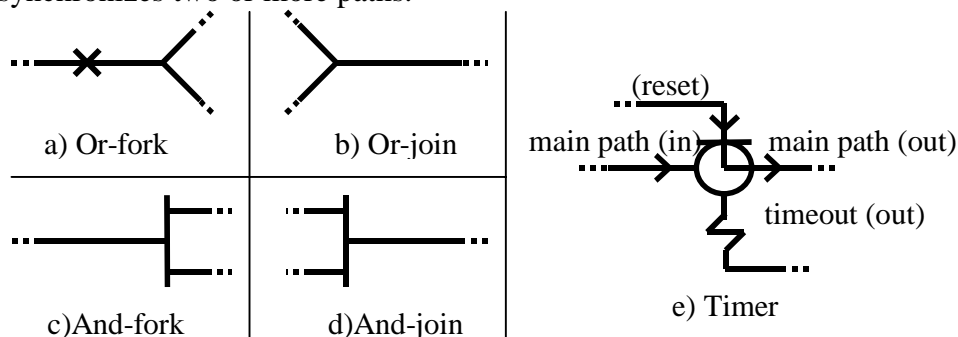 synchronizes two or more paths.
a) Or-fork
b) Or-join
(reset)
main path (in)
main path (out)
timeout (out)
c)And-fork
d)And-join
e) Timer